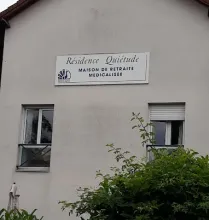 Résidence Quiétude
MAISON DE RETRAITE
MEDICALISEE